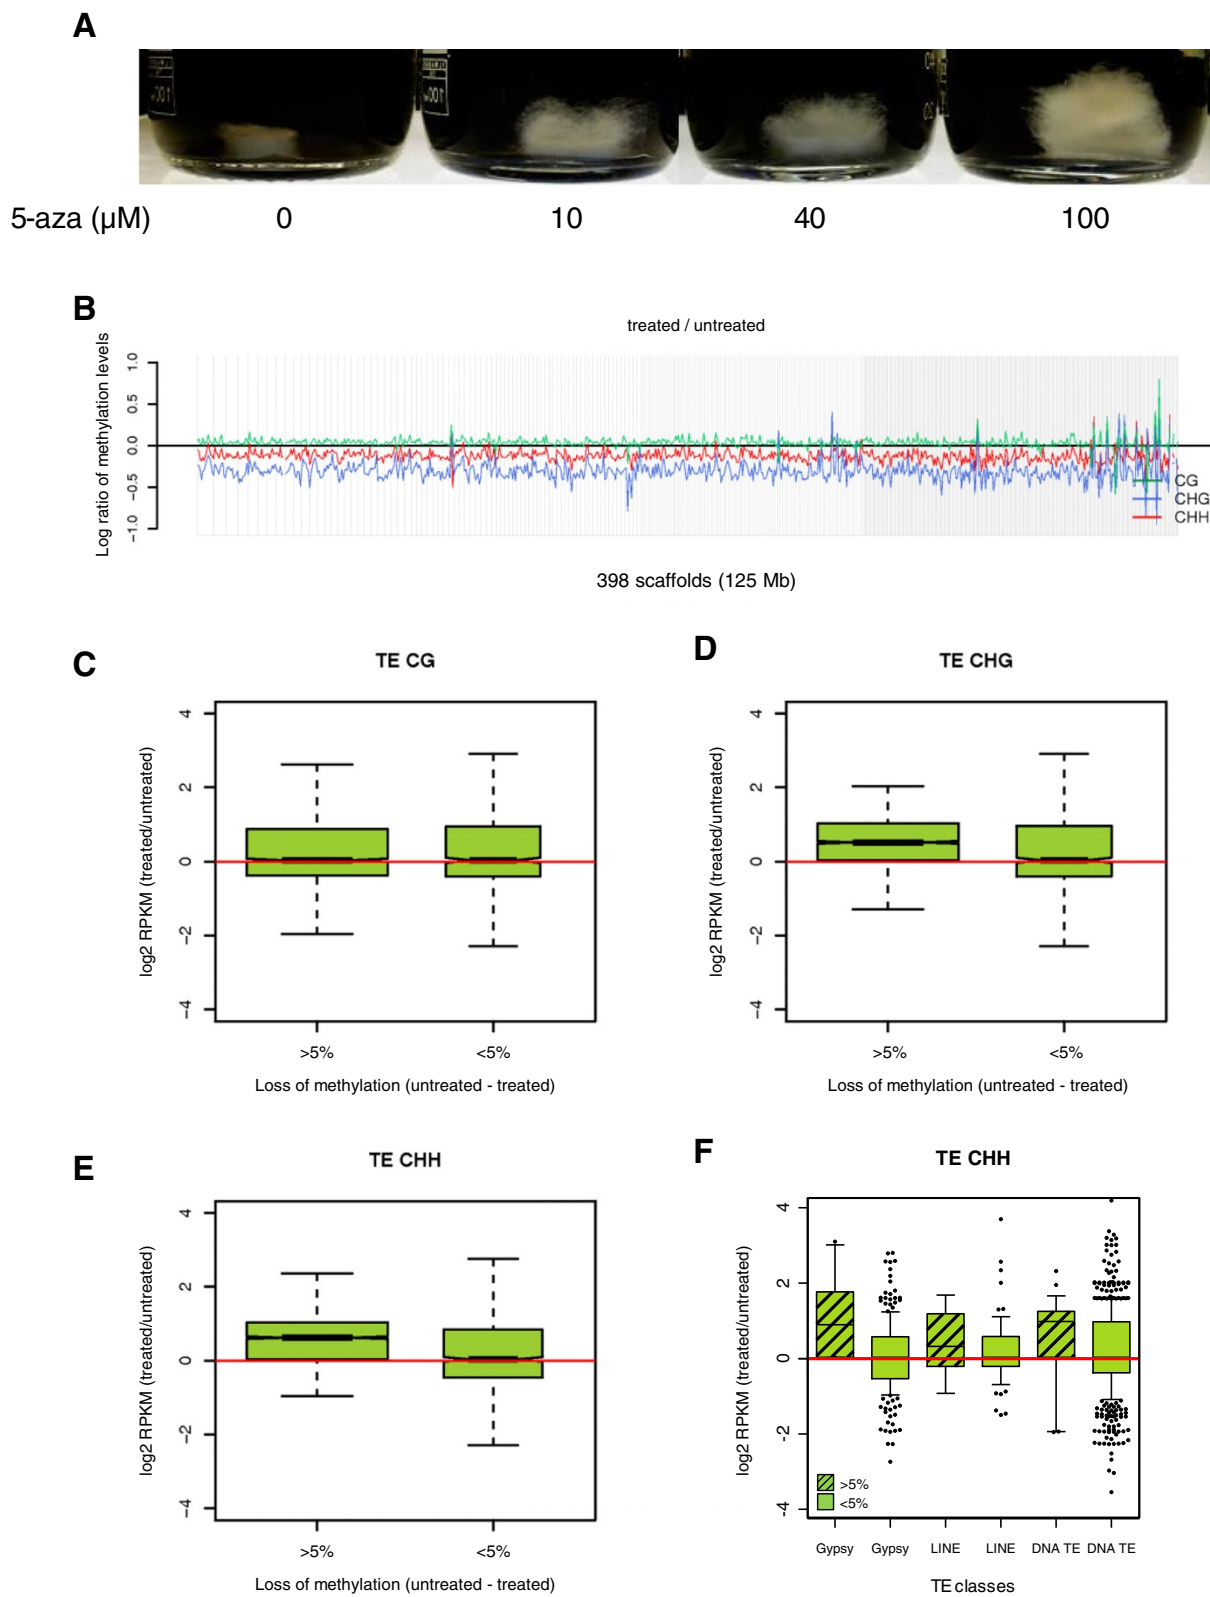 A
100
100
5-aza (µM) 0 10 40 100
B
treated / untreated
Log ratio of methylation levels
1.0
0.5
0.0
−0.5
−1.0
CG
CHG
CHH
398 scaffolds (125 Mb)
C
TE CG
log2 RPKM (treated/untreated)
4
2
0
−2
−4
>5% <5%
Loss of methylation (untreated - treated)
D
TE CHG
log2 RPKM (treated/untreated)
4
2
0
−2
−4
>5% <5%
Loss of methylation (untreated - treated)
E
TE CHH
log2 RPKM (treated/untreated)
4
2
0
−2
−4
>5% <5%
Loss of methylation (untreated - treated)
F
TE CHH
log2 RPKM (treated/untreated)
4
2
0
-2
-4
>5%
<5%
Gypsy Gypsy LINE LINE DNA TE DNA TE
TE classes